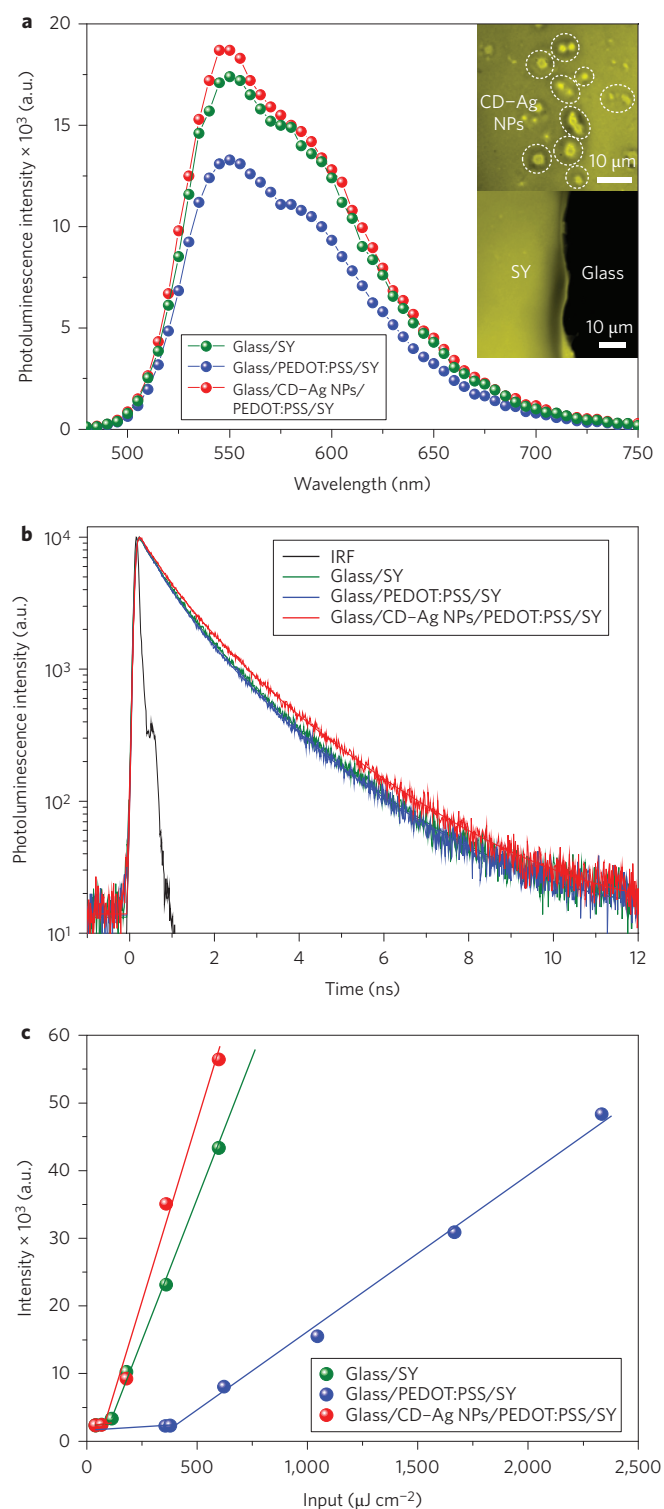 a
20
15
10
5
0
Photoluminescence intensity × 10³ (a.u.)
CD–Ag
NPs
10 μm
SY
Glass
10 μm
Glass/SY
Glass/PEDOT:PSS/SY
Glass/CD–Ag NPs/
PEDOT:PSS/SY
500 550 600 650 700 750
Wavelength (nm)
b
10⁴
10³
10²
10¹
Photoluminescence intensity (a.u.)
IRF
Glass/SY
Glass/PEDOT:PSS/SY
Glass/CD–Ag NPs/PEDOT:PSS/SY
0 2 4 6 8 10 12
Time (ns)
c
60
50
40
30
20
10
0
Intensity × 10³ (a.u.)
Glass/SY
Glass/PEDOT:PSS/SY
Glass/CD–Ag NPs/PEDOT:PSS/SY
0 500 1,000 1,500 2,000 2,500
Input (μJ cm⁻²)